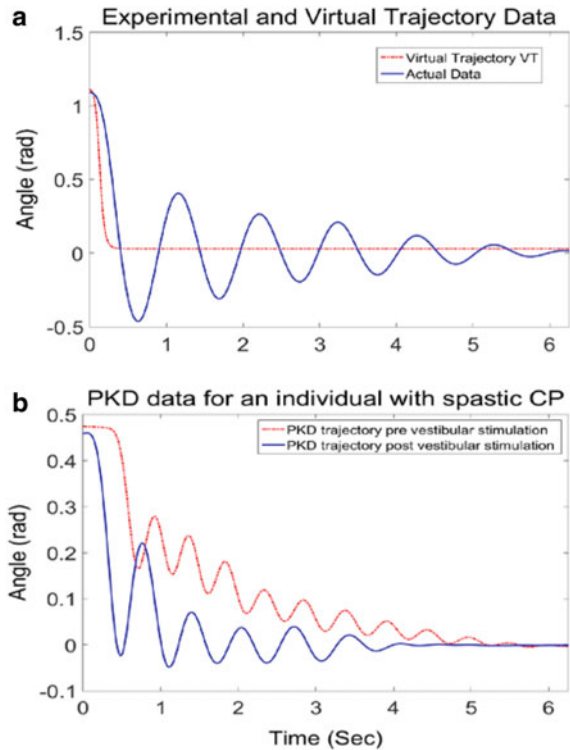 a
Experimental and Virtual Trajectory Data
1.5
1
0.5
0
-0.5
Angle (rad)
Virtual Trajectory VT
Actual Data
0 1 2 3 4 5 6
b
PKD data for an individual with spastic CP
0.5
0.4
0.3
0.2
0.1
0
-0.1
Angle (rad)
PKD trajectory pre vestibular stimulation
PKD trajectory post vestibular stimulation
0 1 2 3 4 5 6
Time (Sec)